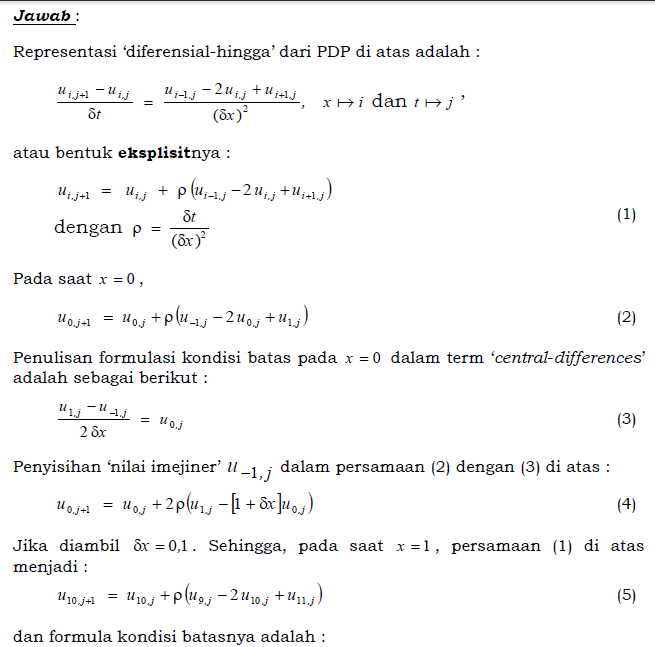 Jawab :
Representasi ‘diferensial-hingga’ dari PDP di atas adalah :
\frac{u_{i,j+1} - u_{i,j}}{δt} = \frac{u_{i-1,j} - 2u_{i,j} + u_{i+1,j}}{(δx)^2}, x ↦ i dan t ↦ j ’
atau bentuk eksplisitnya :
u_{i,j+1} = u_{i,j} + ρ(u_{i-1,j} - 2u_{i,j} + u_{i+1,j})
dengan ρ = \frac{δt}{(δx)^2} (1)
Pada saat x = 0 ,
u_{0,j+1} = u_{0,j} + ρ(u_{-1,j} - 2u_{0,j} + u_{1,j}) (2)
Penulisan formulasi kondisi batas pada x = 0 dalam term ‘central-differences’
adalah sebagai berikut :
\frac{u_{1,j} - u_{-1,j}}{2 δx} = u_{0,j} (3)
Penyisihan ‘nilai imejiner’ u_{-1,j} dalam persamaan (2) dengan (3) di atas :
u_{0,j+1} = u_{0,j} + 2ρ(u_{1,j} - [1 + δx]u_{0,j}) (4)
Jika diambil δx = 0,1 . Sehingga, pada saat x = 1 , persamaan (1) di atas
menjadi :
u_{10,j+1} = u_{10,j} + ρ(u_{9,j} - 2u_{10,j} + u_{11,j}) (5)
dan formula kondisi batasnya adalah :